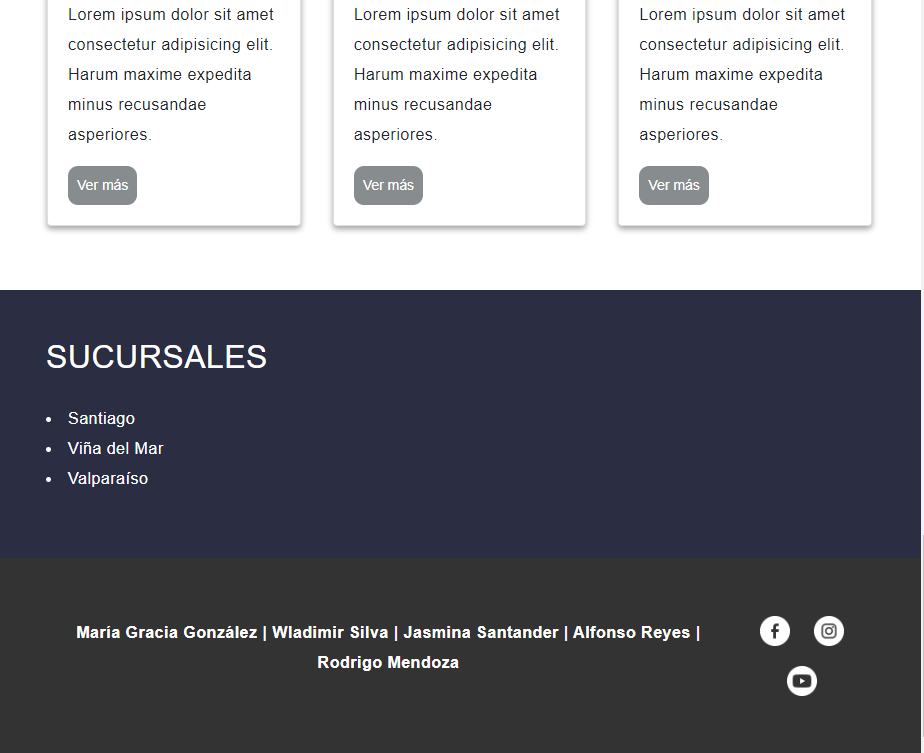 Lorem ipsum dolor sit amet
consectetur adipisicing elit.
Harum maxime expedita
minus recusandae
asperiores.
Ver más
Lorem ipsum dolor sit amet
consectetur adipisicing elit.
Harum maxime expedita
minus recusandae
asperiores.
Ver más
Lorem ipsum dolor sit amet
consectetur adipisicing elit.
Harum maxime expedita
minus recusandae
asperiores.
Ver más
SUCURSALES
• Santiago
• Viña del Mar
• Valparaíso
María Gracia González | Wladimir Silva | Jasmina Santander | Alfonso Reyes |
Rodrigo Mendoza